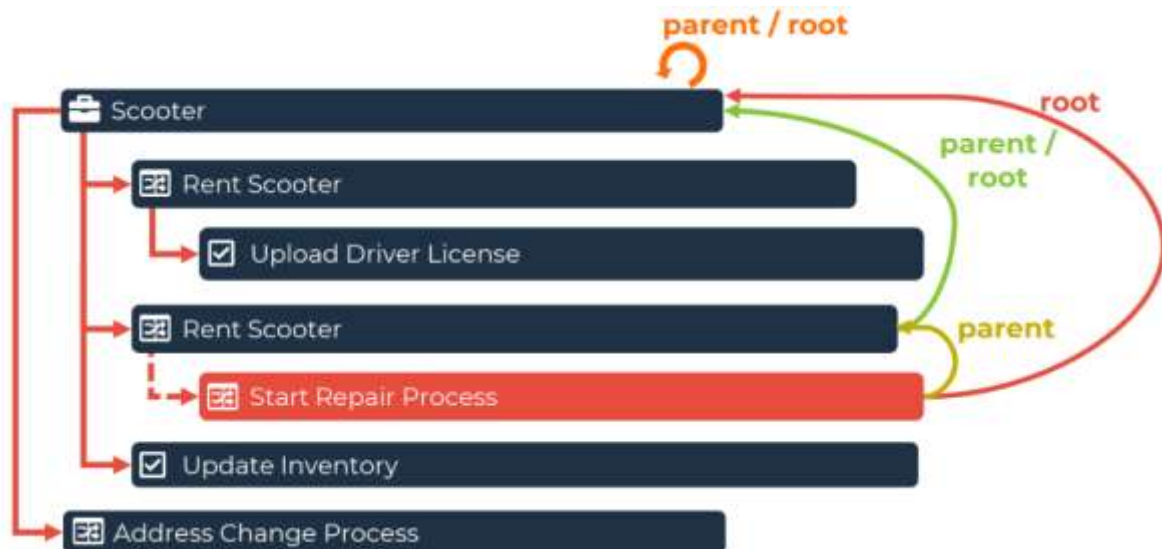 parent / root
Scooter
root
parent /
root
Rent Scooter
Upload Driver License
Rent Scooter
parent
Start Repair Process
Update Inventory
Address Change Process